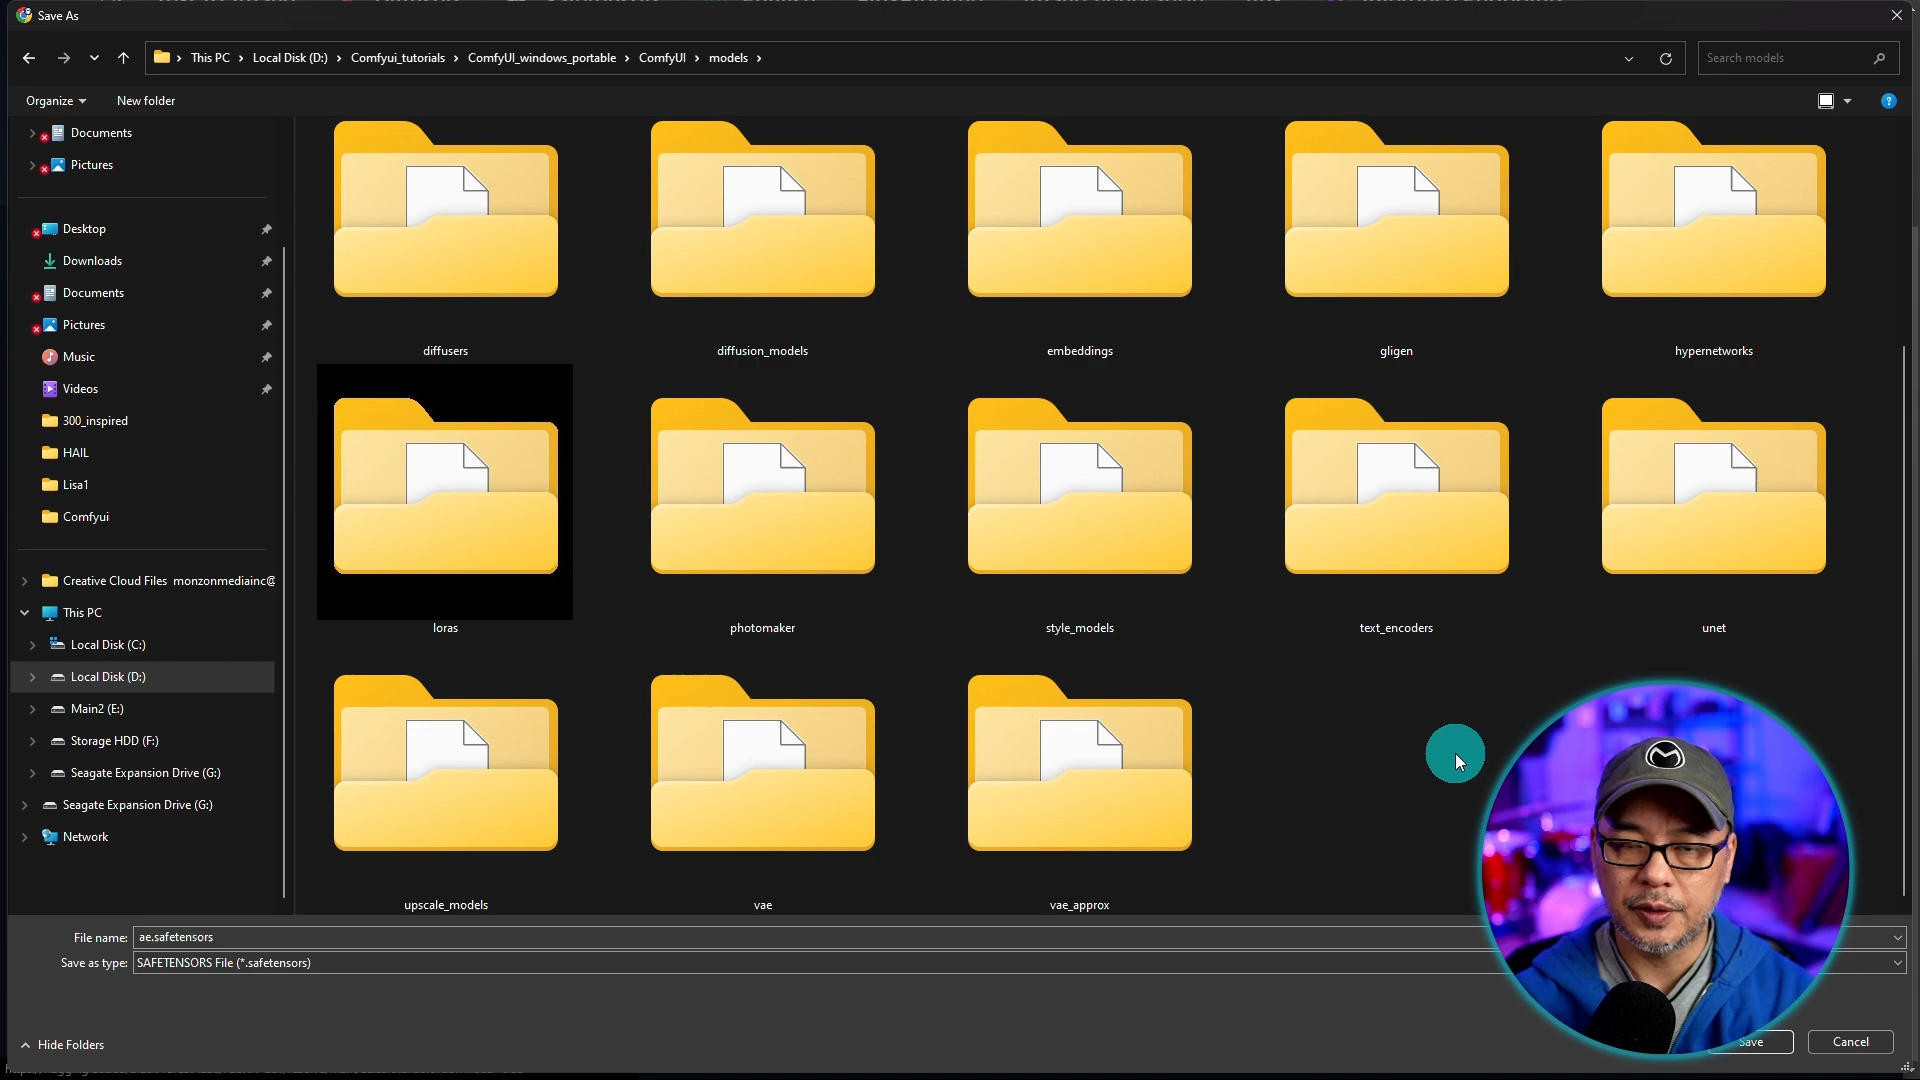 Save As
This PC
Local Disk (D:)
Comfyui_tutorials
ComfyUI_windows_portable
ComfyUI
models
Search models
Organize
New folder
Documents
Pictures
Desktop
Downloads
Documents
Pictures
Music
Videos
300_inspired
HAIL
Lisa1
Comfyui
Creative Cloud Files  monzonmediainc@
This PC
Local Disk (C:)
Local Disk (D:)
Main2 (E:)
Storage HDD (F:)
Seagate Expansion Drive (G:)
Seagate Expansion Drive (G:)
Network
diffusers
diffusion_models
embeddings
gligen
hypernetworks
loras
photomaker
style_models
text_encoders
unet
upscale_models
vae
vae_approx
File name: ae.safetensors
Save as type: SAFETENSORS File (*.safetensors)
Hide Folders
Save
Cancel